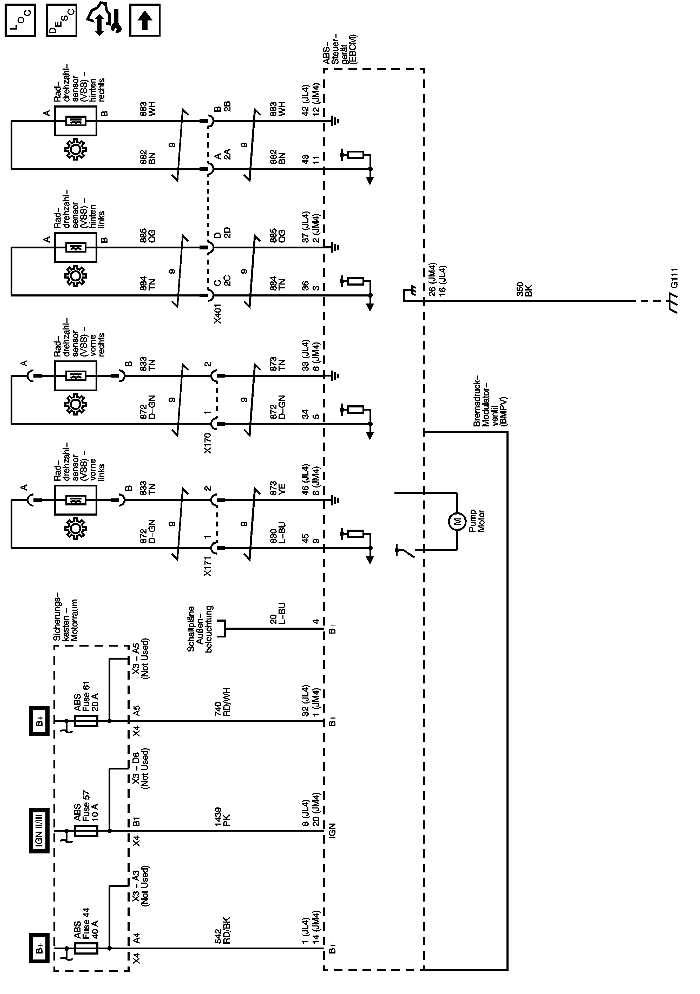 LOC
DESC
ABS-
Steuer-
gerät
(EBCM)
Rad-
drehzahl-
sensor
(VSS) -
hinten
rechts
A
B
883
WH
882
BN
9
B
2B
A
2A
883
WH
882
BN
9
42 (JL4)
12 (JM4)
43
11
Rad-
drehzahl-
sensor
(VSS) -
hinten
links
A
B
885
OG
884
TN
9
D
2D
C
2C
X401
885
OG
884
TN
9
37 (JL4)
2 (JM4)
36
3
26 (JM4)
16 (JL4)
350
BK
G111
Rad-
drehzahl-
sensor
(VSS) -
vorne
rechts
A
B
833
TN
872
D-GN
9
2
1
X170
873
TN
872
D-GN
9
33 (JL4)
6 (JM4)
34
5
Bremsdruck-
Modulator-
ventil
(BMPV)
Rad-
drehzahl-
sensor
(VSS) -
vorne
links
A
B
833
TN
872
D-GN
9
2
1
X171
873
YE
830
L-BU
9
46 (JL4)
8 (JM4)
45
9
M
Pump
Motor
Sicherungs-
kasten -
Motorraum
Schaltpläne
Außen-
beleuchtung
20
L-BU
4
B+
B+
ABS
Fuse 61
20 A
X3 - A5
(Not Used)
A5
X4
740
RD/WH
32 (JL4)
1 (JM4)
B+
IGN II/III
ABS
Fuse 57
10 A
X3 - D6
(Not Used)
B1
X4
1439
PK
8 (JL4)
20 (JM4)
IGN
B+
ABS
Fuse 44
40 A
X3 - A3
(Not Used)
A4
X4
542
RD/BK
1 (JL4)
14 (JM4)
B+